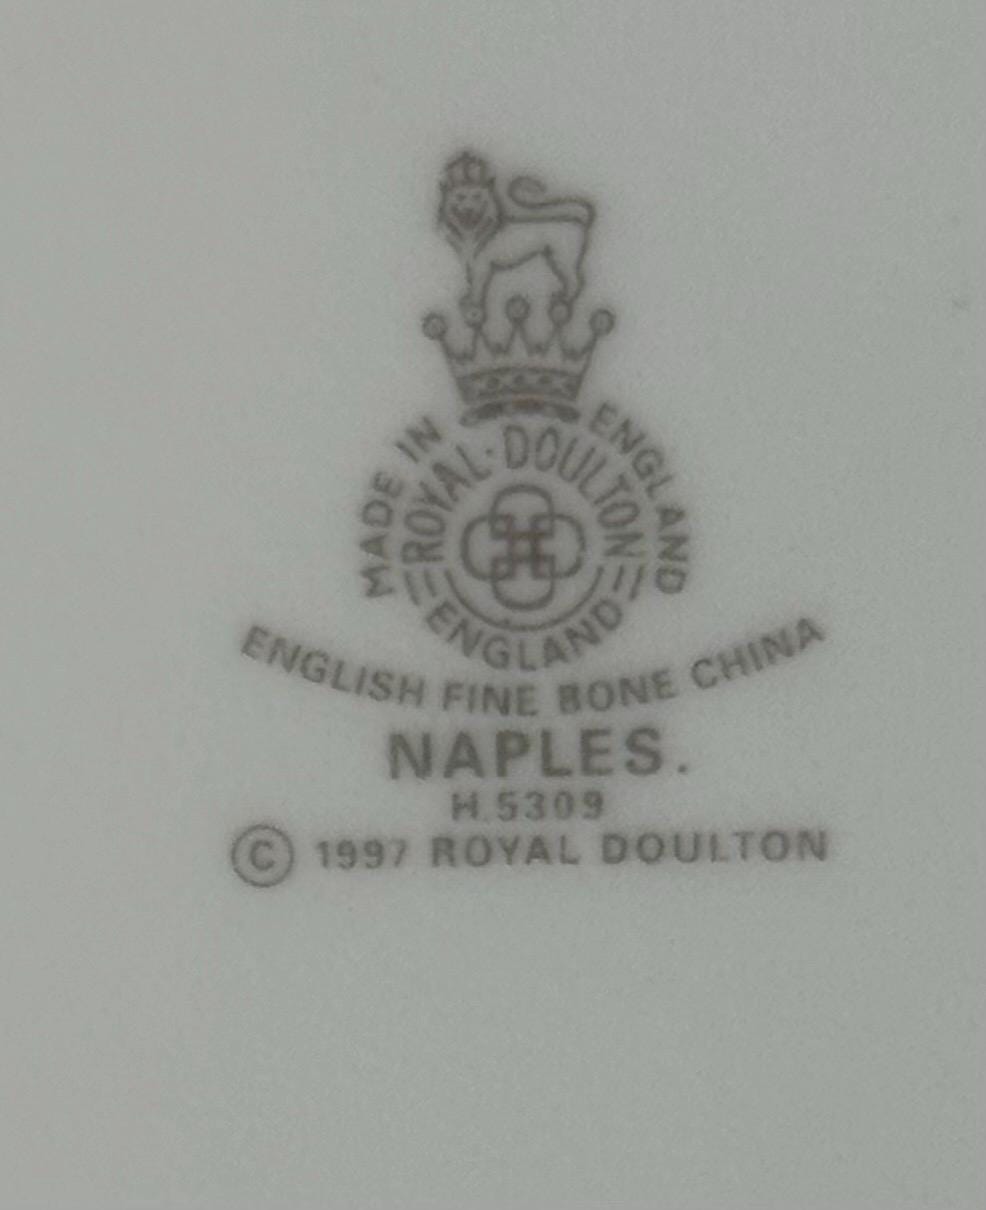 MADE IN ENGLAND
ROYAL·DOULTON
ENGLAND
ENGLISH FINE BONE CHINA
NAPLES.
H.5309
© 1997 ROYAL DOULTON